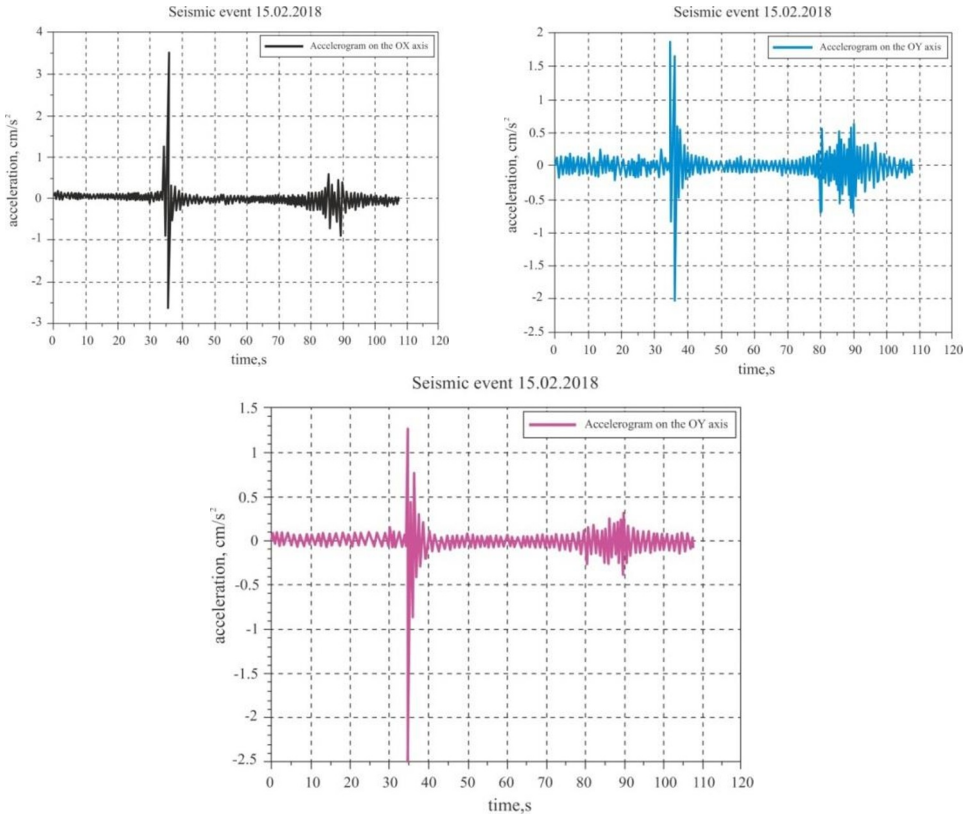 Seismic event 15.02.2018
Accelerogram on the OX axis
acceleration, cm/s²
4
3
2
1
0
-1
-2
-3
0 10 20 30 40 50 60 70 80 90 100 110 120
time,s
Seismic event 15.02.2018
Accelerogram on the OY axis
acceleration, cm/s²
2
1.5
1
0.5
0
-0.5
-1
-1.5
-2
-2.5
0 10 20 30 40 50 60 70 80 90 100 110 120
time,s
Seismic event 15.02.2018
Accelerogram on the OY axis
acceleration, cm/s²
1.5
1
0.5
0
-0.5
-1
-1.5
-2
-2.5
0 10 20 30 40 50 60 70 80 90 100 110 120
time,s